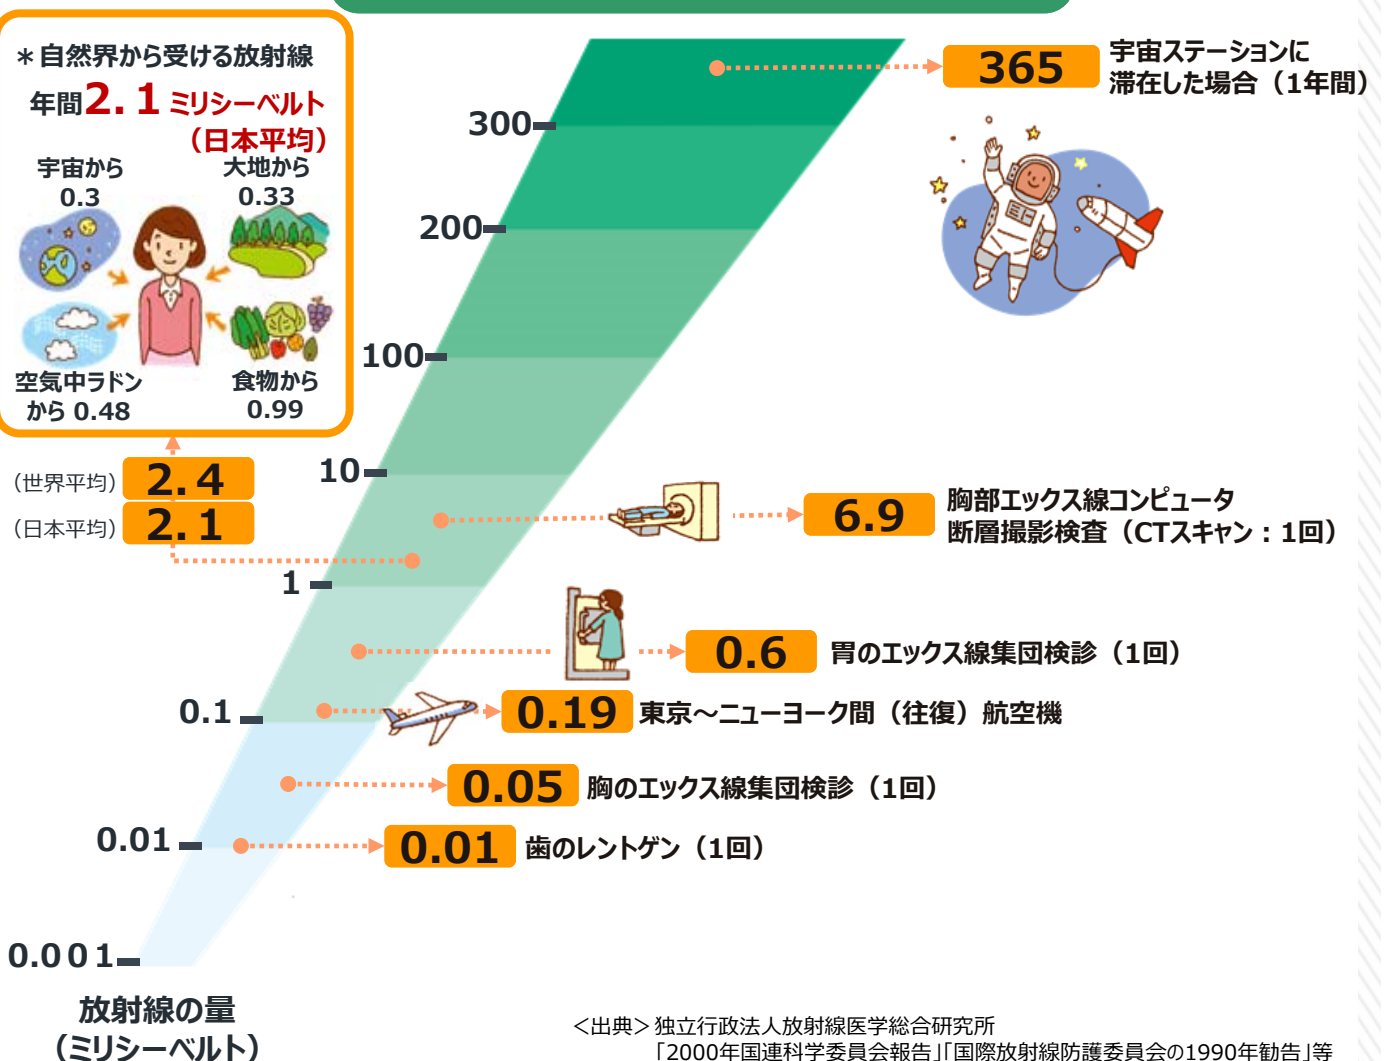 ＊自然界から受ける放射線
年間2.1ミリシーベルト
（日本平均）
宇宙から
0.3
大地から
0.33
空気中ラドン
から 0.48
食物から
0.99
（世界平均） 2.4
（日本平均） 2.1
300
200
100
10
1
0.1
0.01
0.001
放射線の量
（ミリシーベルト）
365 宇宙ステーションに
滞在した場合（1年間）
6.9 胸部エックス線コンピュータ
断層撮影検査（CTスキャン：1回）
0.6 胃のエックス線集団検診（1回）
0.19 東京～ニューヨーク間（往復）航空機
0.05 胸のエックス線集団検診（1回）
0.01 歯のレントゲン（1回）
＜出典＞独立行政法人放射線医学総合研究所
「2000年国連科学委員会報告」「国際放射線防護委員会の1990年勧告」等